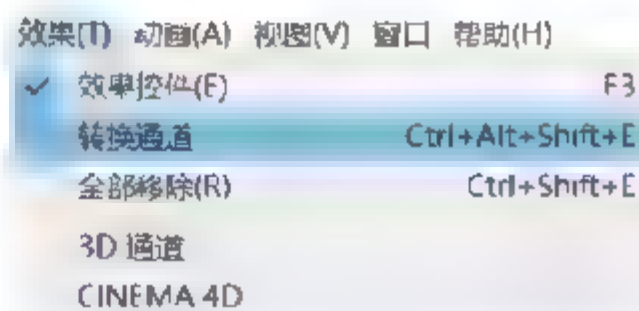 效果(T) 动画(A) 视图(V) 窗口 帮助(H)
✓ 效果控件(E) F3
转换通道 Ctrl+Alt+Shift+E
全部移除(R) Ctrl+Shift+E
3D 通道
CINEMA 4D